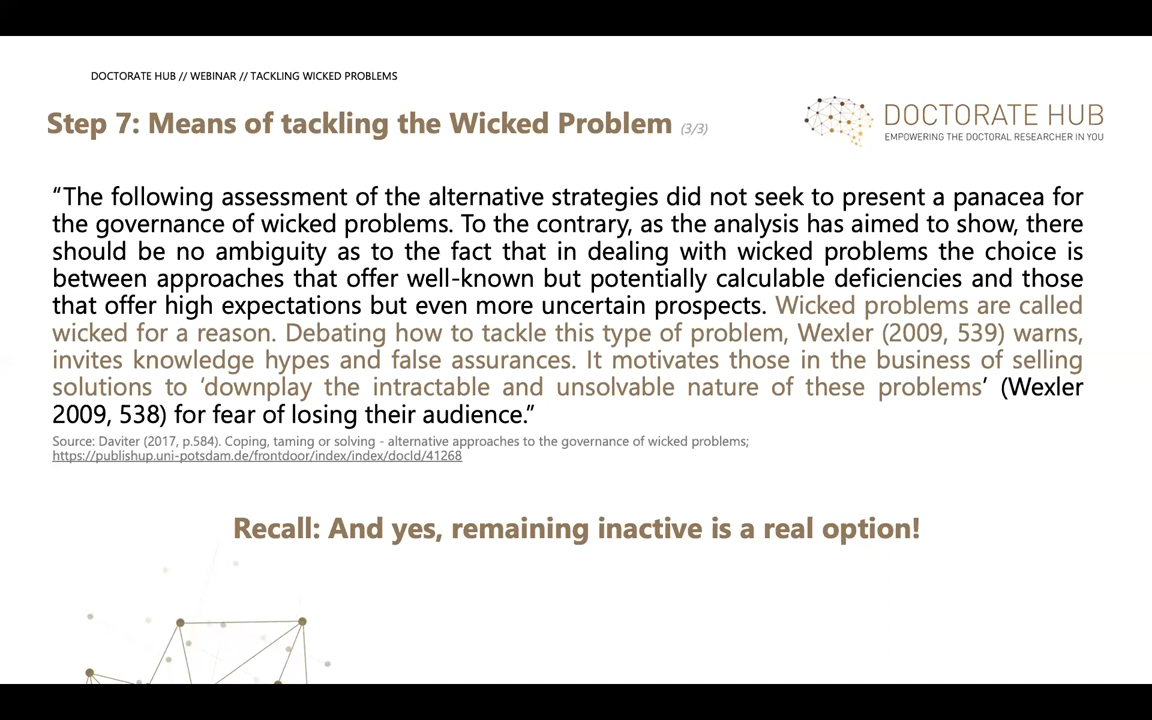 DOCTORATE HUB // WEBINAR // TACKLING WICKED PROBLEMS
Step 7: Means of tackling the Wicked Problem (3/3)
DOCTORATE HUB
EMPOWERING THE DOCTORAL RESEARCHER IN YOU
“The following assessment of the alternative strategies did not seek to present a panacea for
the governance of wicked problems. To the contrary, as the analysis has aimed to show, there
should be no ambiguity as to the fact that in dealing with wicked problems the choice is
between approaches that offer well-known but potentially calculable deficiencies and those
that offer high expectations but even more uncertain prospects. Wicked problems are called
wicked for a reason. Debating how to tackle this type of problem, Wexler (2009, 539) warns,
invites knowledge hypes and false assurances. It motivates those in the business of selling
solutions to ‘downplay the intractable and unsolvable nature of these problems’ (Wexler
2009, 538) for fear of losing their audience.”
Source: Daviter (2017, p.584). Coping, taming or solving - alternative approaches to the governance of wicked problems;
https://publishup.uni-potsdam.de/frontdoor/index/index/docId/41268
Recall: And yes, remaining inactive is a real option!